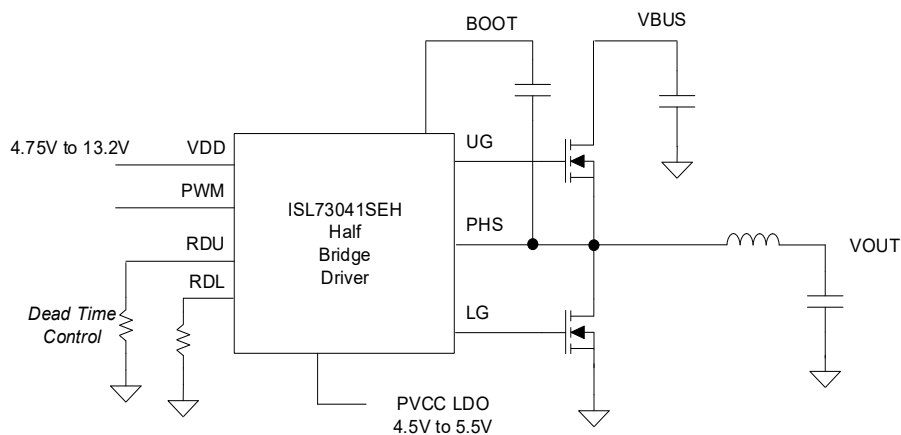 BOOT
VBUS
4.75V to 13.2V
VDD
UG
PWM
ISL73041SEH
Half
Bridge
Driver
PHS
RDU
VOUT
RDL
Dead Time
Control
LG
PVCC LDO
4.5V to 5.5V